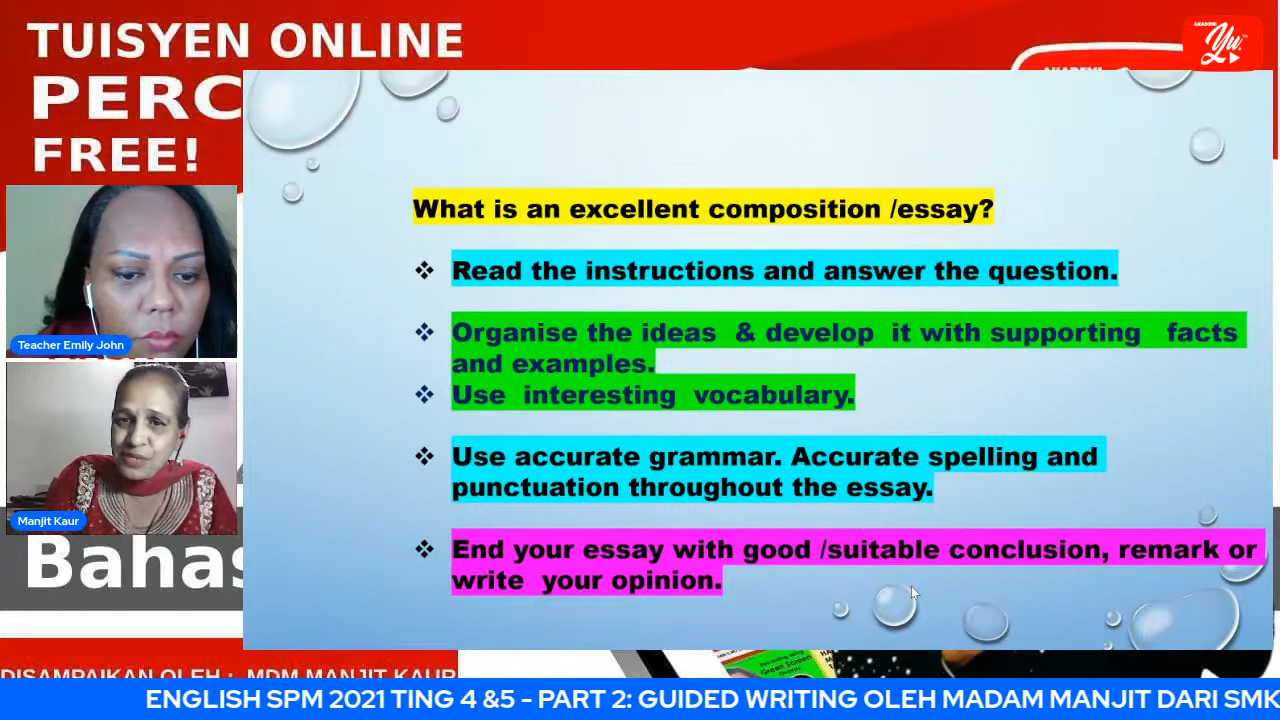 TUISYEN ONLINE
PERC
FREE!
AKADEMI
Yu
What is an excellent composition /essay?
Read the instructions and answer the question.
Organise the ideas & develop it with supporting facts
and examples.
Use interesting vocabulary.
Use accurate grammar. Accurate spelling and
punctuation throughout the essay.
End your essay with good /suitable conclusion, remark or
write your opinion.
Teacher Emily John
Manjit Kaur
Bahas
DISAMPAIKAN OLEH : MDM MANJIT KAUR
Green Screen
ENGLISH SPM 2021 TING 4 &5 - PART 2: GUIDED WRITING OLEH MADAM MANJIT DARI SMK